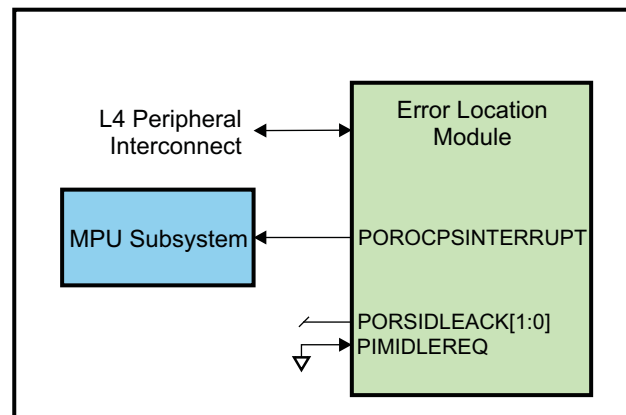 L4 Peripheral
Interconnect
Error Location
Module
MPU Subsystem
POROCPSINTERRUPT
PORSIDLEACK[1:0]
PIMIDLEREQ